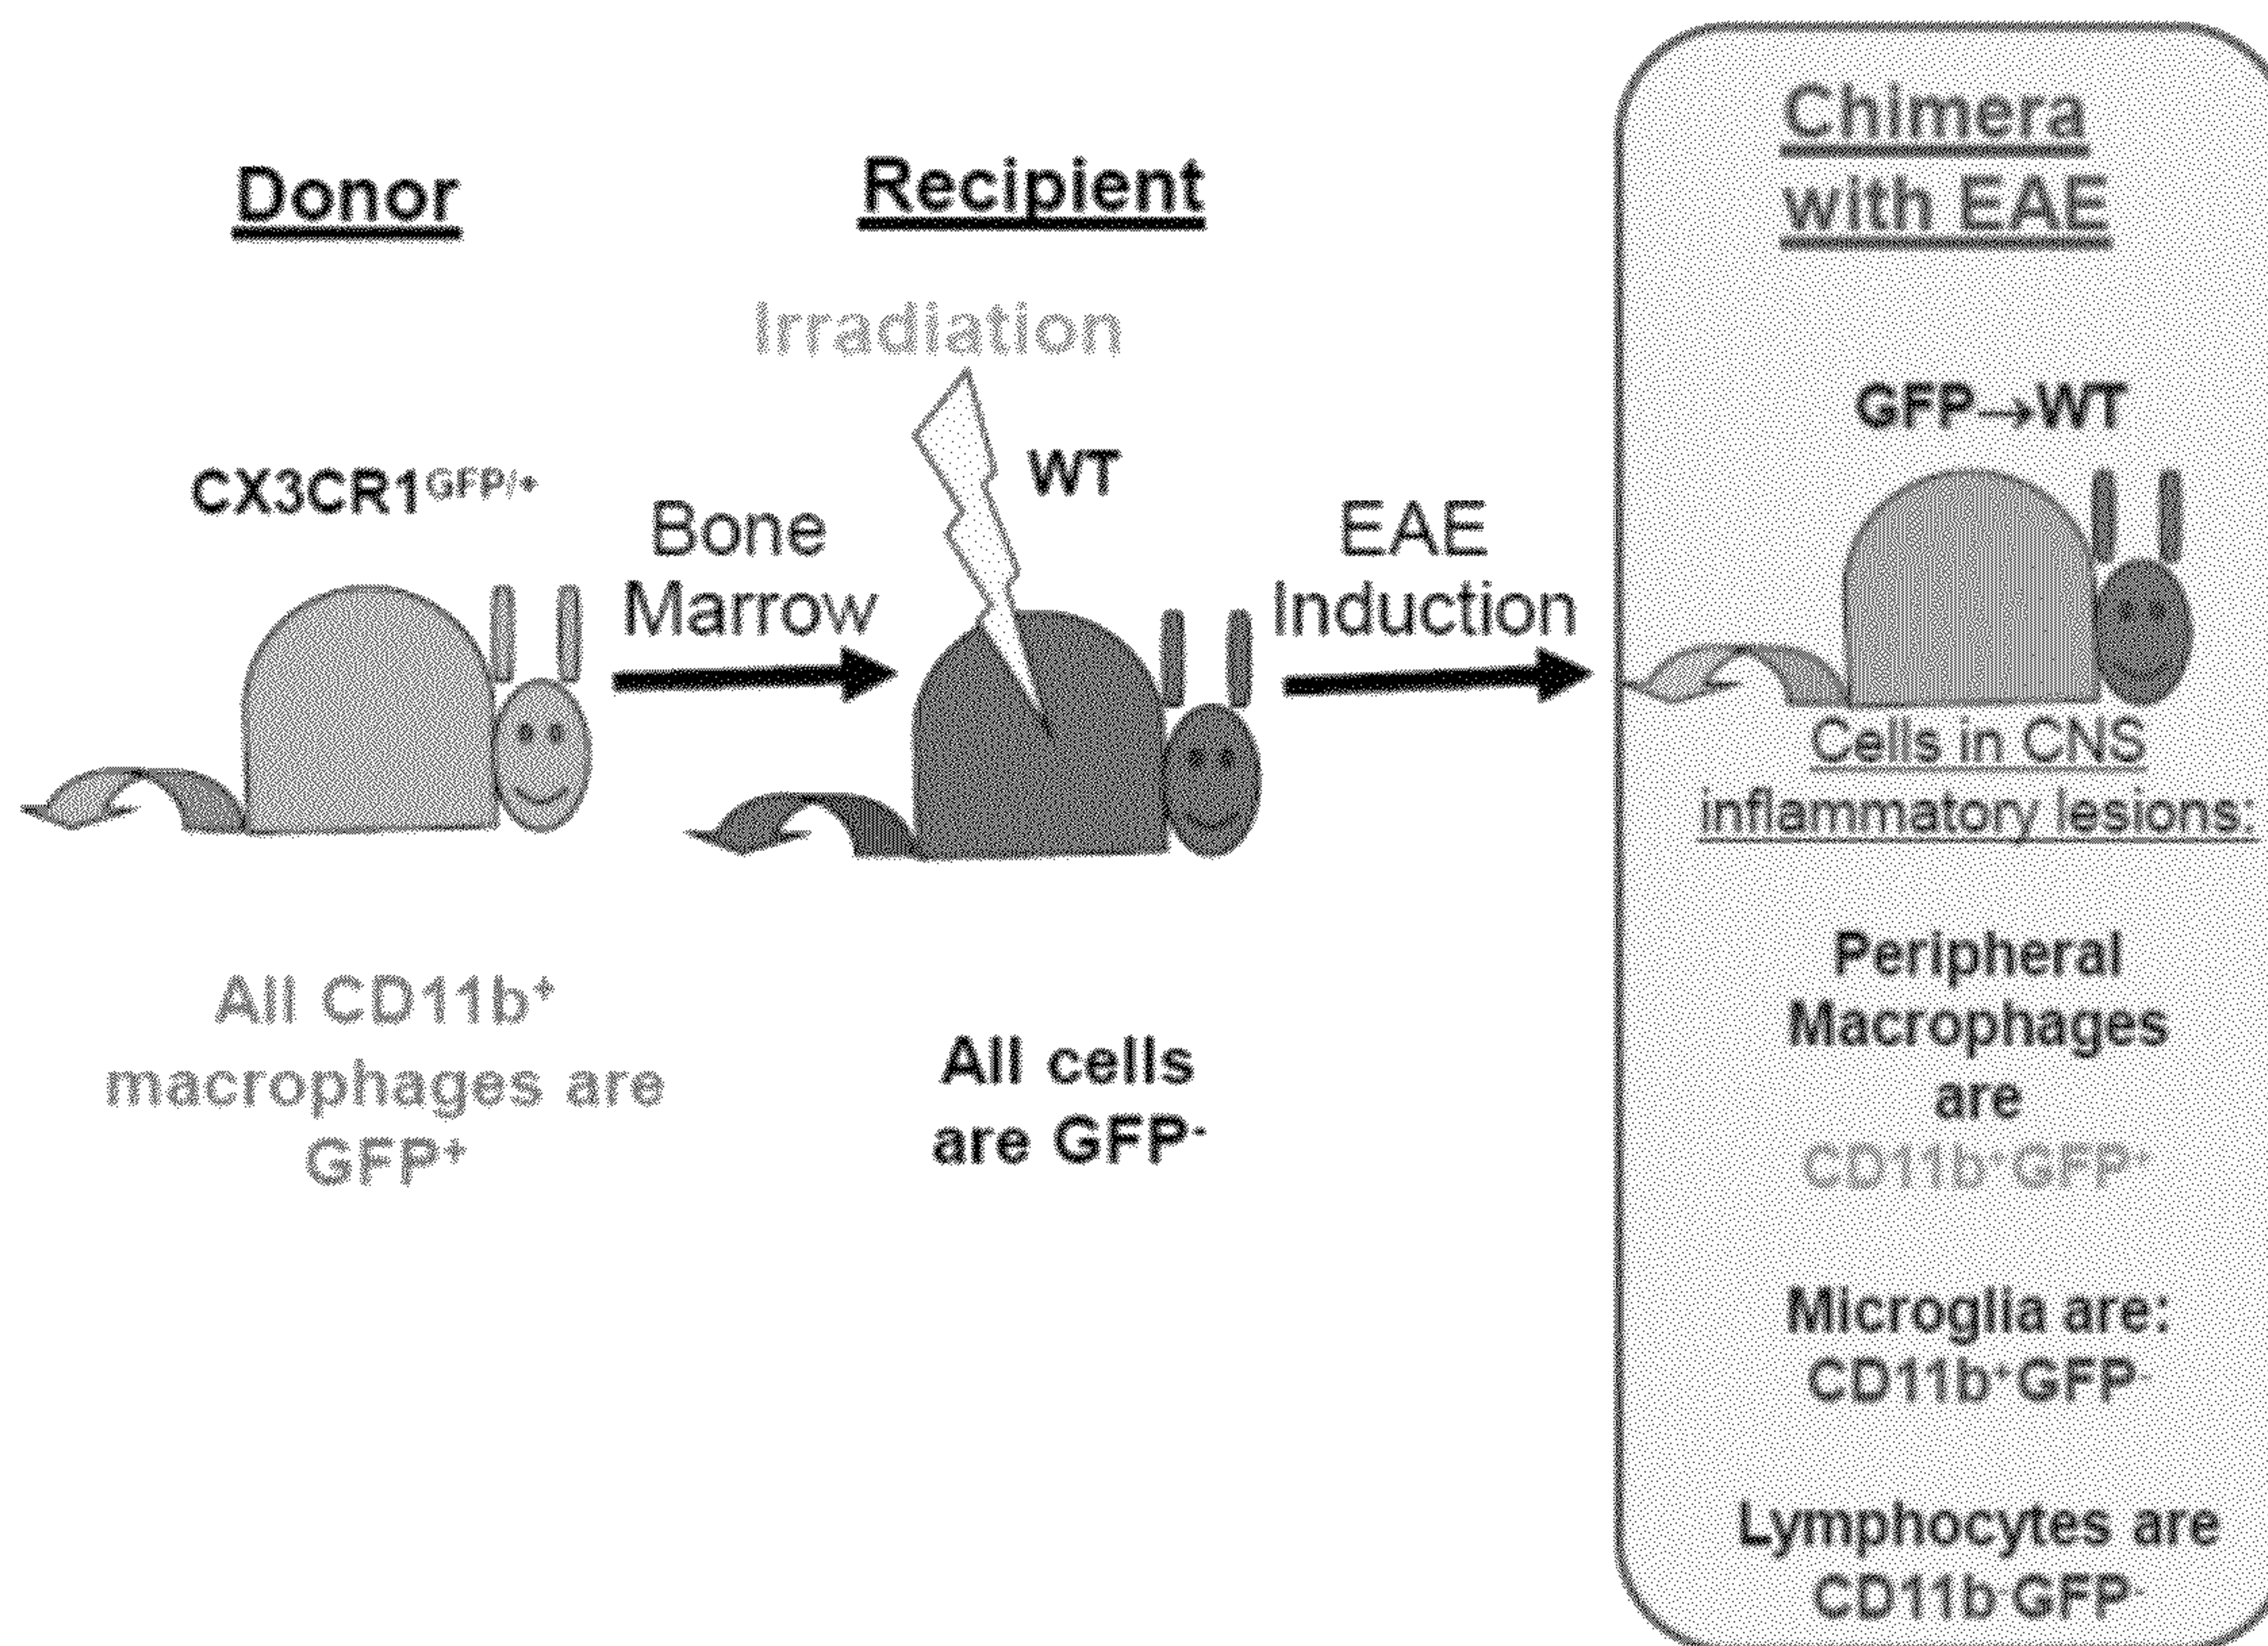 Donor
CX3CR1GFP/+
All CD11b+
macrophages are
GFP+
Bone
Marrow
Recipient
Irradiation
WT
All cells
are GFP-
EAE
Induction
Chimera
with EAE
GFP→WT
Cells in CNS
inflammatory lesions:
Peripheral
Macrophages
are
CD11b+GFP+
Microglia are:
CD11b+GFP-
Lymphocytes are
CD11b-GFP-